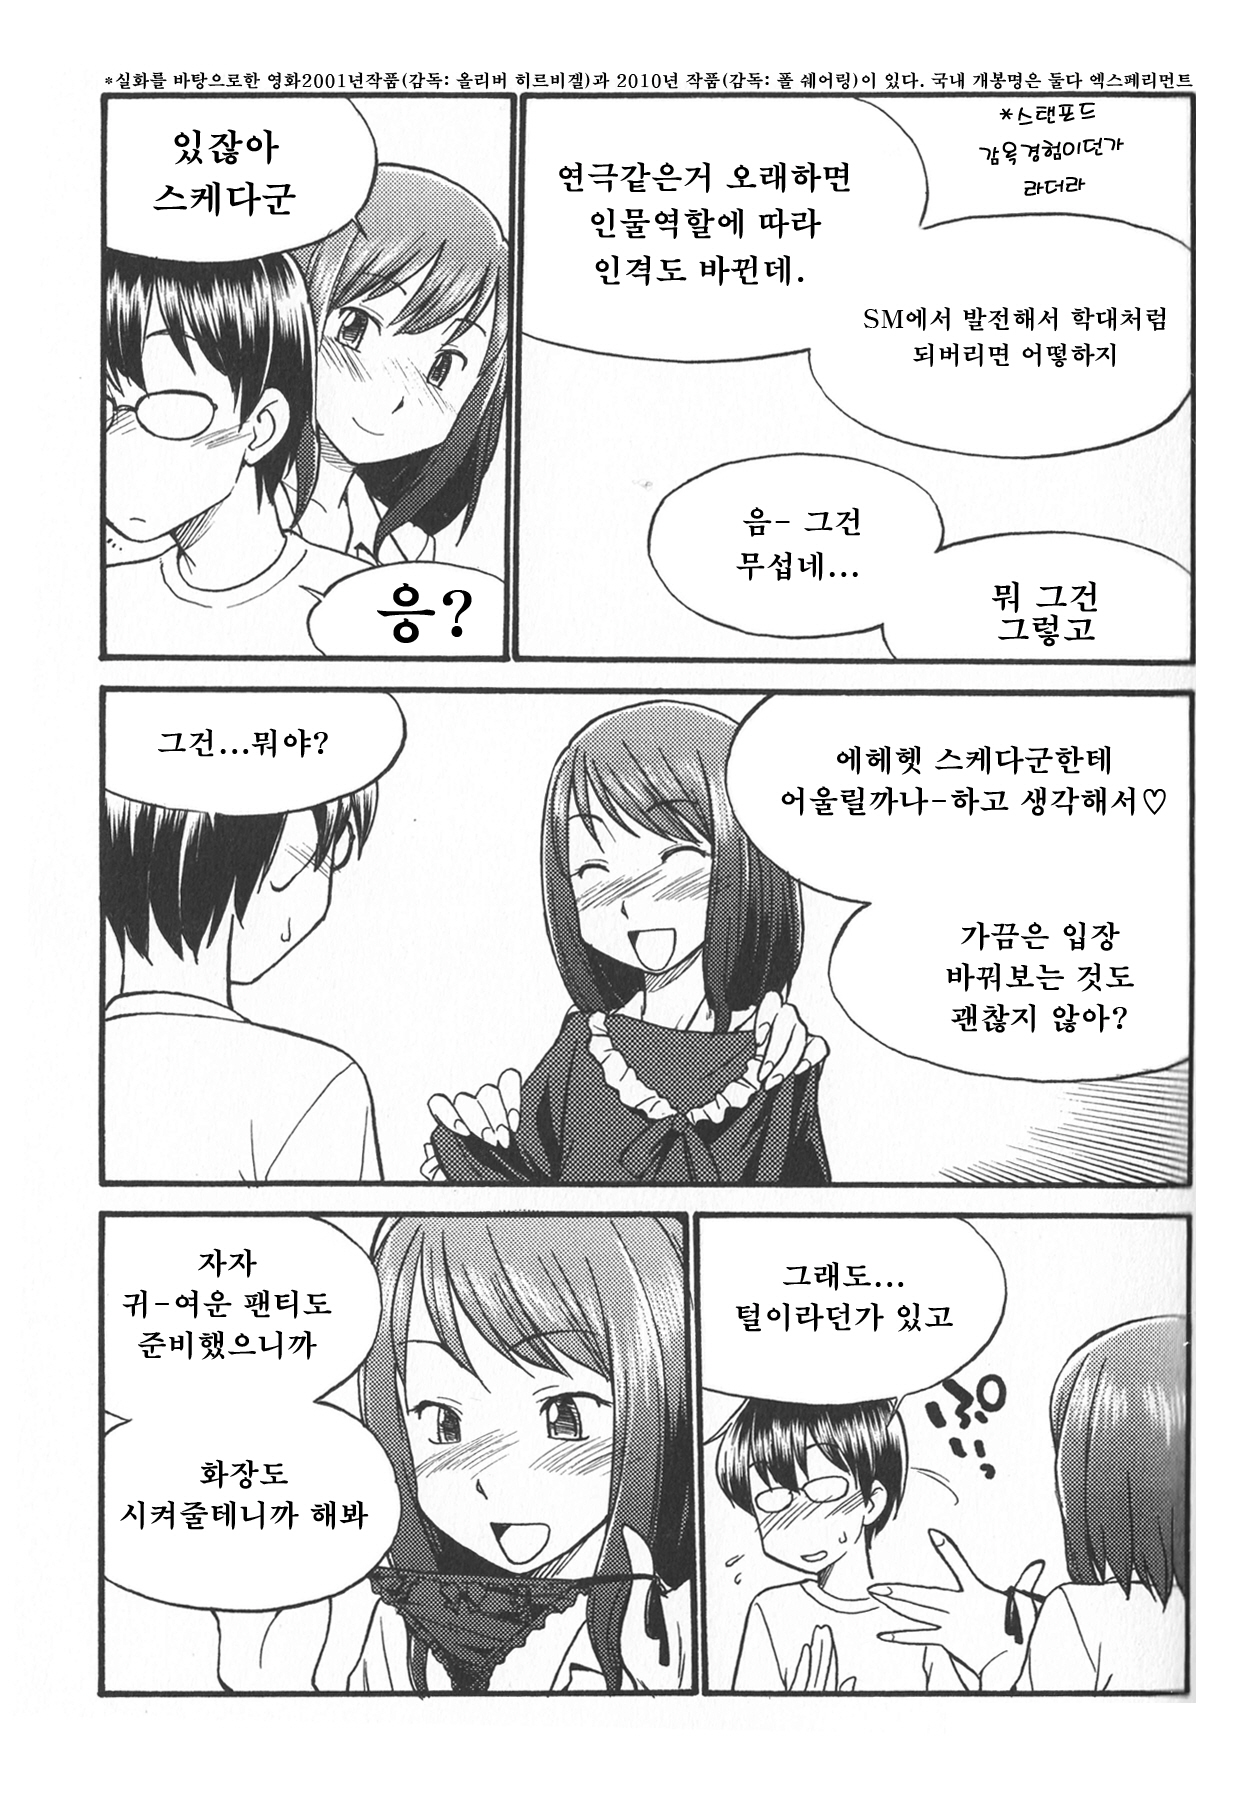 *실화를 바탕으로한 영화2001년작품(감독: 올리버 히르비겔)과 2010년 작품(감독: 폴 쉐어링)이 있다. 국내 개봉명은 둘다 엑스페리먼트
있잖아
스케다군
응?
연극같은거 오래하면
인물역할에 따라
인격도 바뀐데.
*스탠포드
감옥경험이던가
라더라
SM에서 발전해서 학대처럼
되버리면 어떻하지
음- 그건
무섭네...
뭐 그건
그렇고
그건...뭐야?
에헤헷 스케다군한테
어울릴까나-하고 생각해서♡
가끔은 입장
바꿔보는 것도
괜찮지 않아?
자자
귀-여운 팬티도
준비했으니까
화장도
시켜줄테니까 해봐
그래도...
털이라던가 있고
ぷいっ